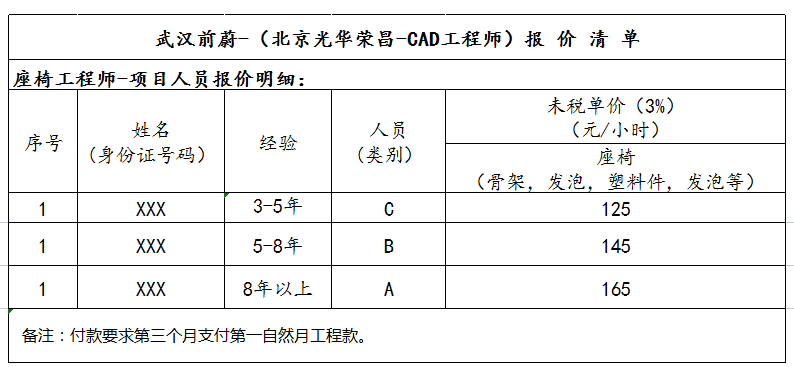 武汉前蔚-（北京光华荣昌-CAD工程师）报 价 清 单
座椅工程师-项目人员报价明细：
序号
姓名
（身份证号码）
经验
人员
（类别）
未税单价（3%）
（元/小时）
座椅
（骨架，发泡，塑料件，发泡等）
1 XXX 3-5年 C 125
1 XXX 5-8年 B 145
1 XXX 8年以上 A 165
备注：付款要求第三个月支付第一自然月工程款。